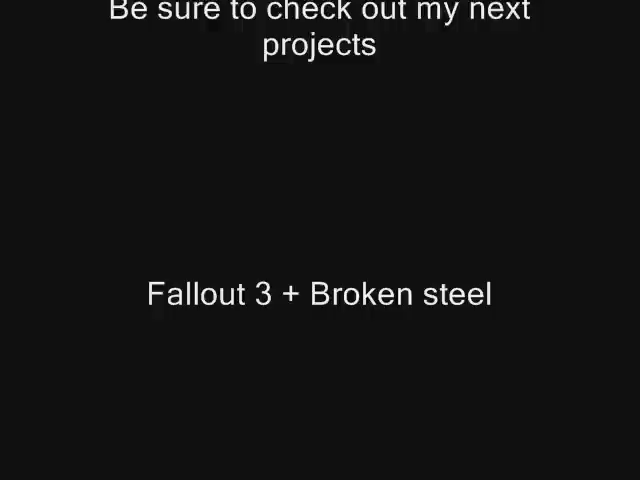 Be sure to check out my next
projects
Fallout 3 + Broken steel